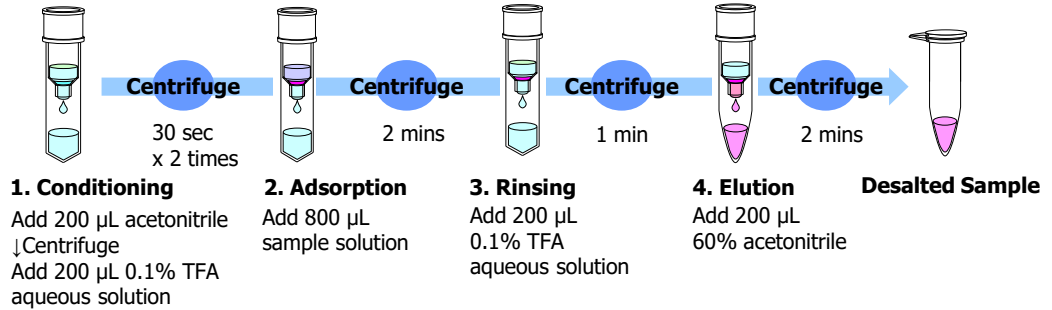 Centrifuge
Centrifuge
Centrifuge
Centrifuge
30 sec
x 2 times
2 mins
1 min
2 mins
1. Conditioning
Add 200 µL acetonitrile
↓Centrifuge
Add 200 µL 0.1% TFA
aqueous solution
2. Adsorption
Add 800 µL
sample solution
3. Rinsing
Add 200 µL
0.1% TFA
aqueous solution
4. Elution
Add 200 µL
60% acetonitrile
Desalted Sample